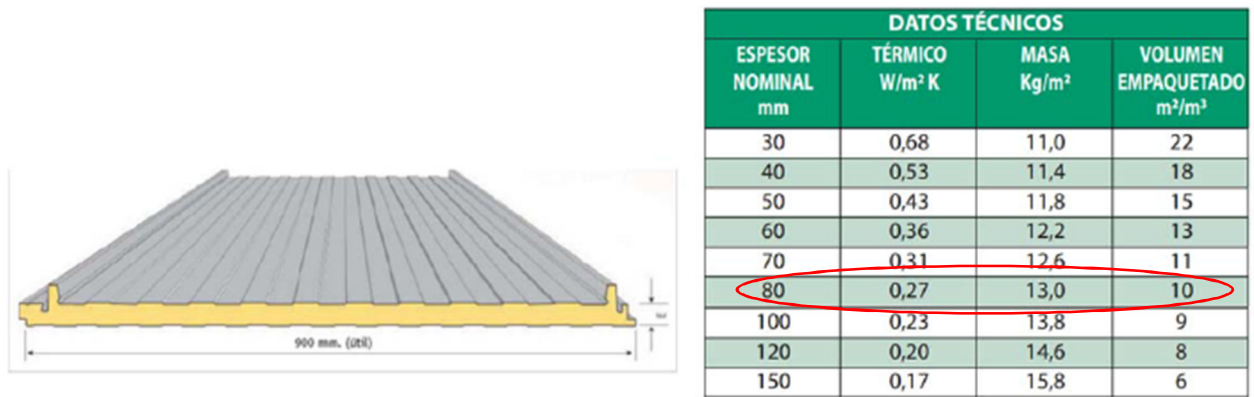 900 mm. (útil)
DATOS TÉCNICOS
ESPESOR NOMINAL mm TÉRMICO W/m² K MASA Kg/m² VOLUMEN EMPAQUETADO m²/m³
30 0,68 11,0 22
40 0,53 11,4 18
50 0,43 11,8 15
60 0,36 12,2 13
70 0,31 12,6 11
80 0,27 13,0 10
100 0,23 13,8 9
120 0,20 14,6 8
150 0,17 15,8 6